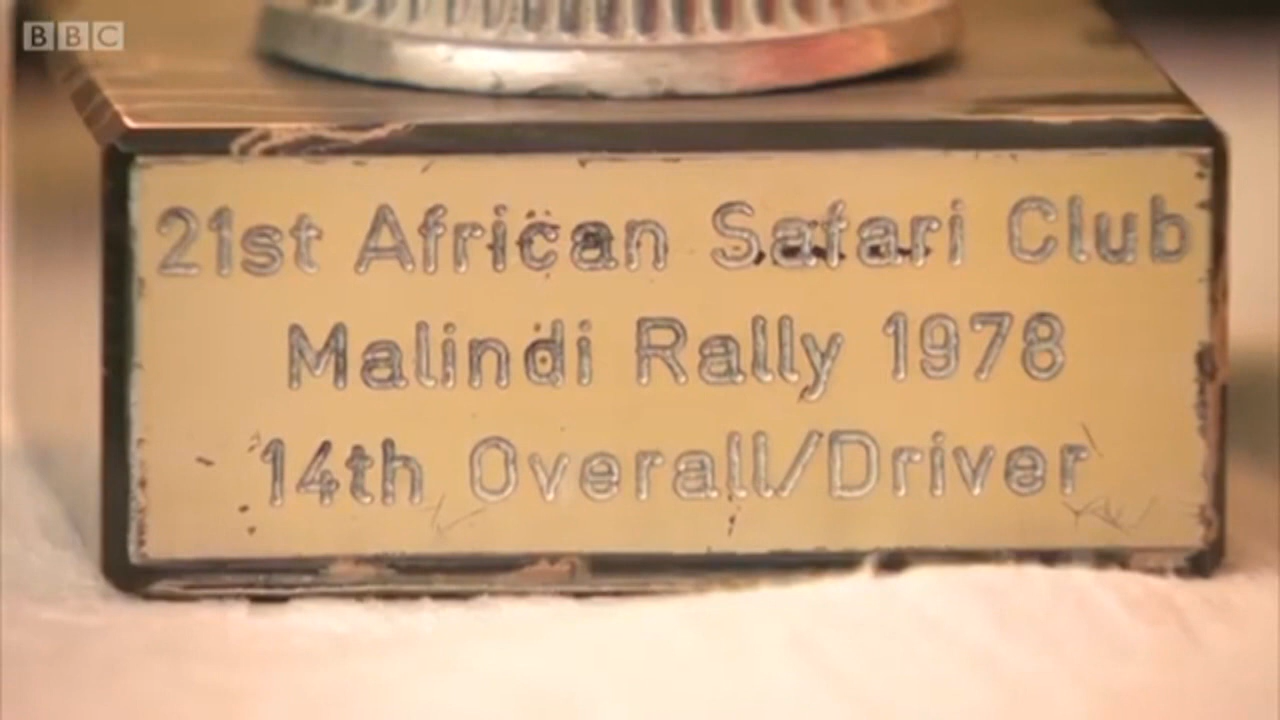 BBC
21st African Safari Club
Malindi Rally 1978
14th Overall/Driver